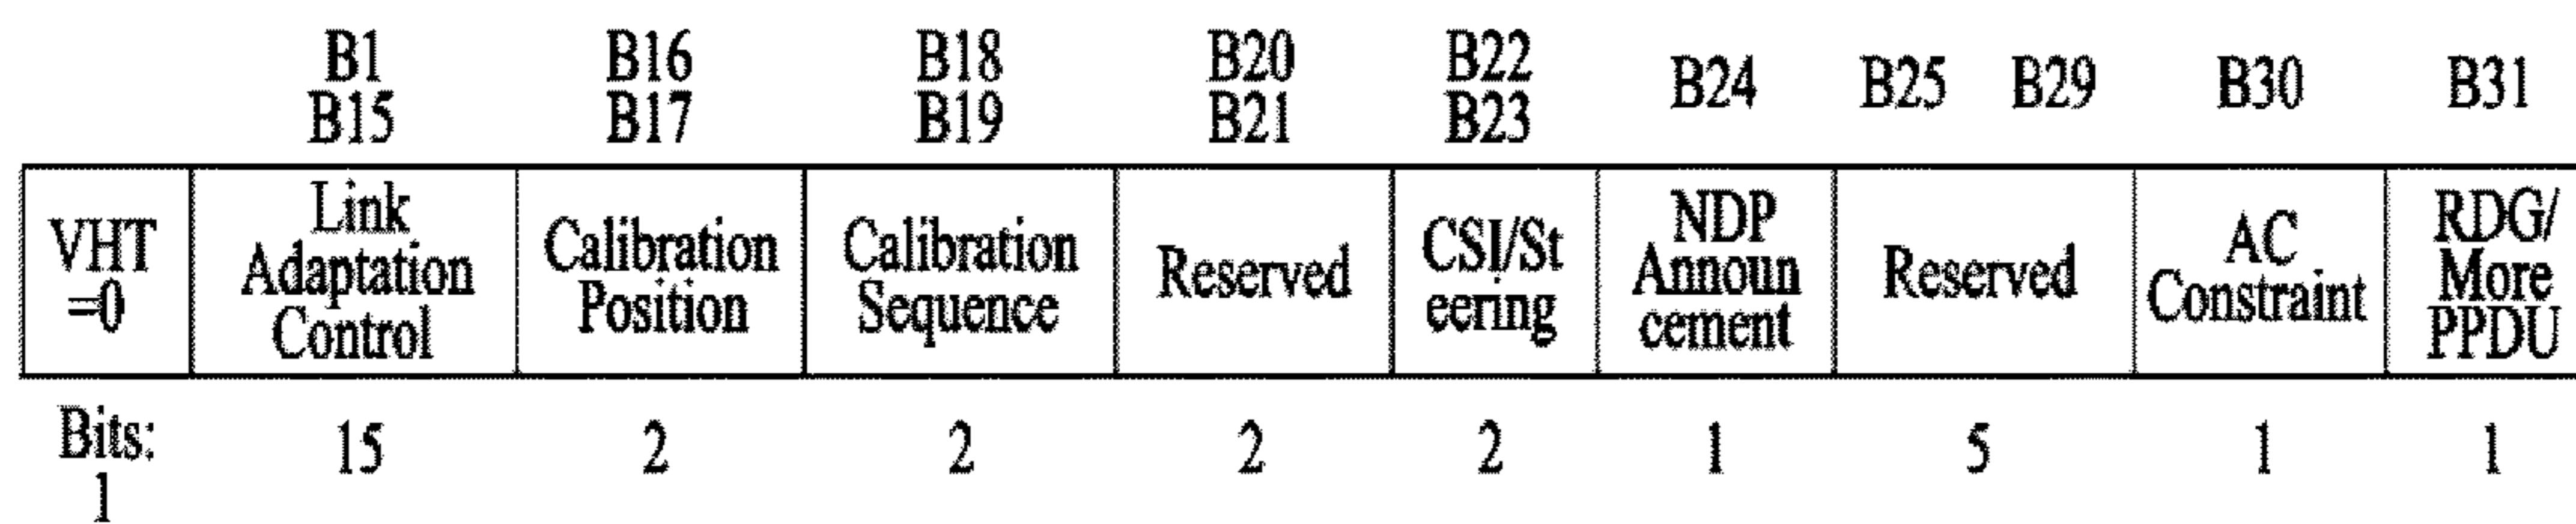 B1 B16 B18 B20 B22 B24 B25 B29 B30 B31
B15 B17 B19 B21 B23
VHT
=0
Link
Adaptation
Control
Calibration
Position
Calibration
Sequence
Reserved
CSI/St
eering
NDP
Announ
cement
Reserved
AC
Constraint
RDG/
More
PPDU
Bits:
1
15 2 2 2 2 1 5 1 1